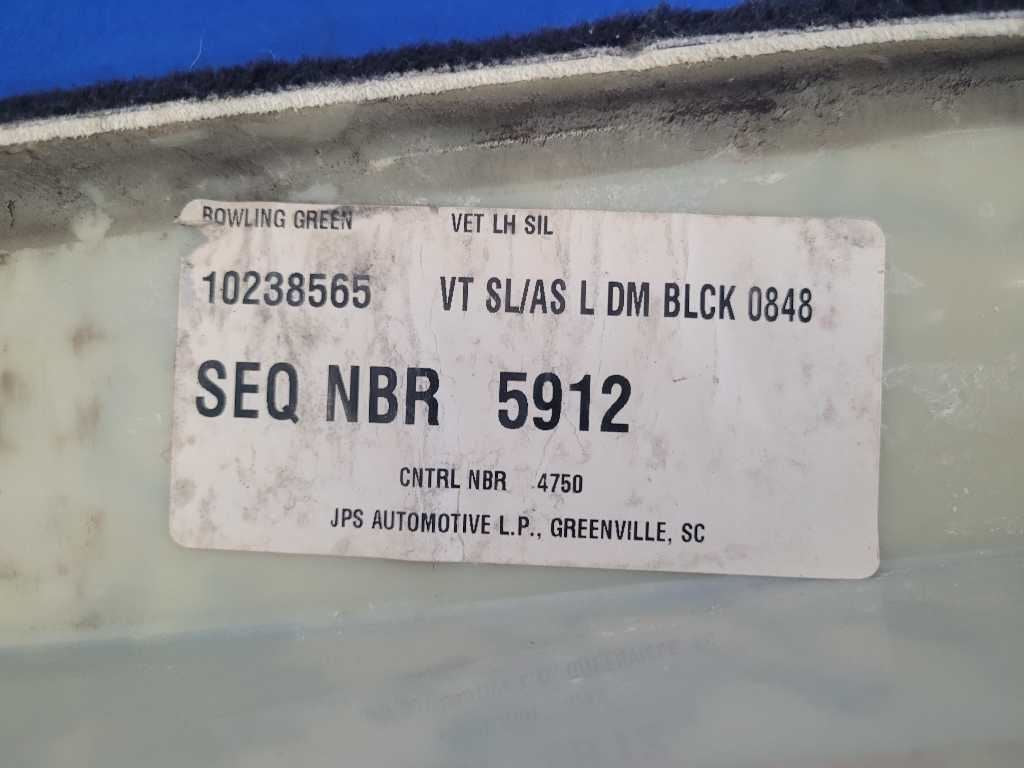 BOWLING GREEN VET LH SIL
10238565 VT SL/AS L DM BLCK 0848
SEQ NBR 5912
CNTRL NBR 4750
JPS AUTOMOTIVE L.P., GREENVILLE, SC